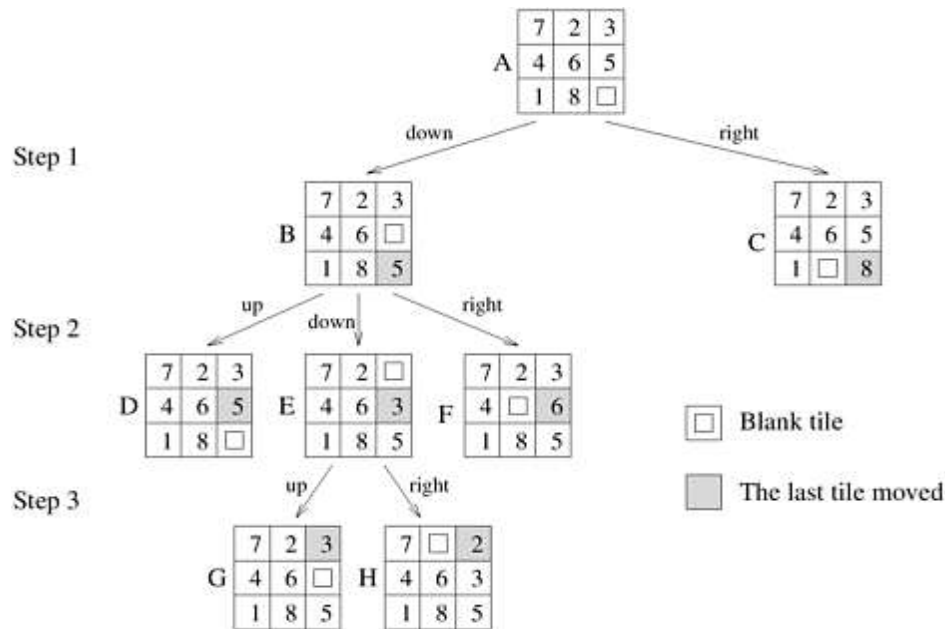 7 2 3
A 4 6 5
1 8
down right
Step 1
7 2 3
B 4 6
1 8 5
7 2 3
C 4 6 5
1 8
up down right
Step 2
7 2 3
D 4 6 5
1 8
7 2
E 4 6 3
1 8 5
7 2 3
F 4 6
1 8 5
Blank tile
The last tile moved
up right
Step 3
7 2 3
G 4 6
1 8 5
7 2
H 4 6 3
1 8 5